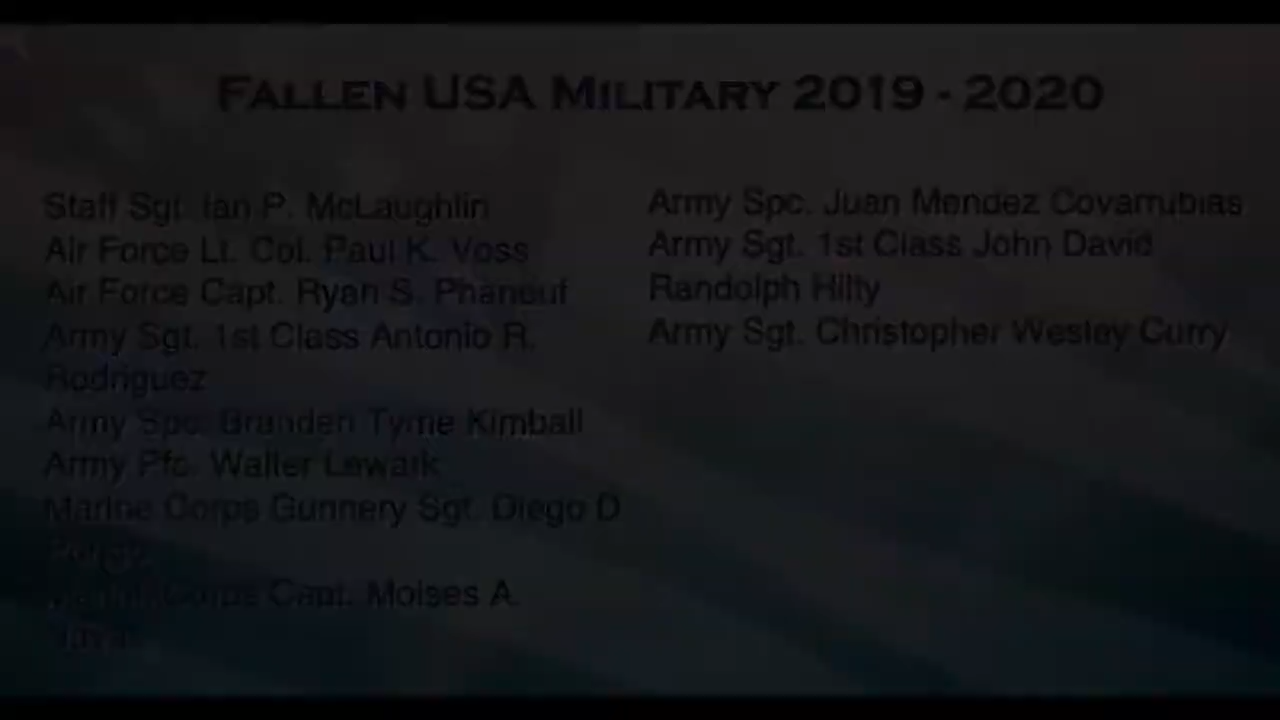 FALLEN USA MILITARY 2019 - 2020
Staff Sgt. Ian P. McLaughlin
Air Force Lt. Col. Paul K. Voss
Air Force Capt. Ryan S. Phaneuf
Army Sgt. 1st Class Antonio R.
Rodriguez
Army Spc. Branden Tyme Kimball
Army Pfc. Walter Lewark
Marine Corps Gunnery Sgt. Diego D
Corps Capt. Moises A.
Army Spc. Juan Mendez Covarrubias
Army Sgt. 1st Class John David
Randolph Hilty
Army Sgt. Christopher Wesley Curry